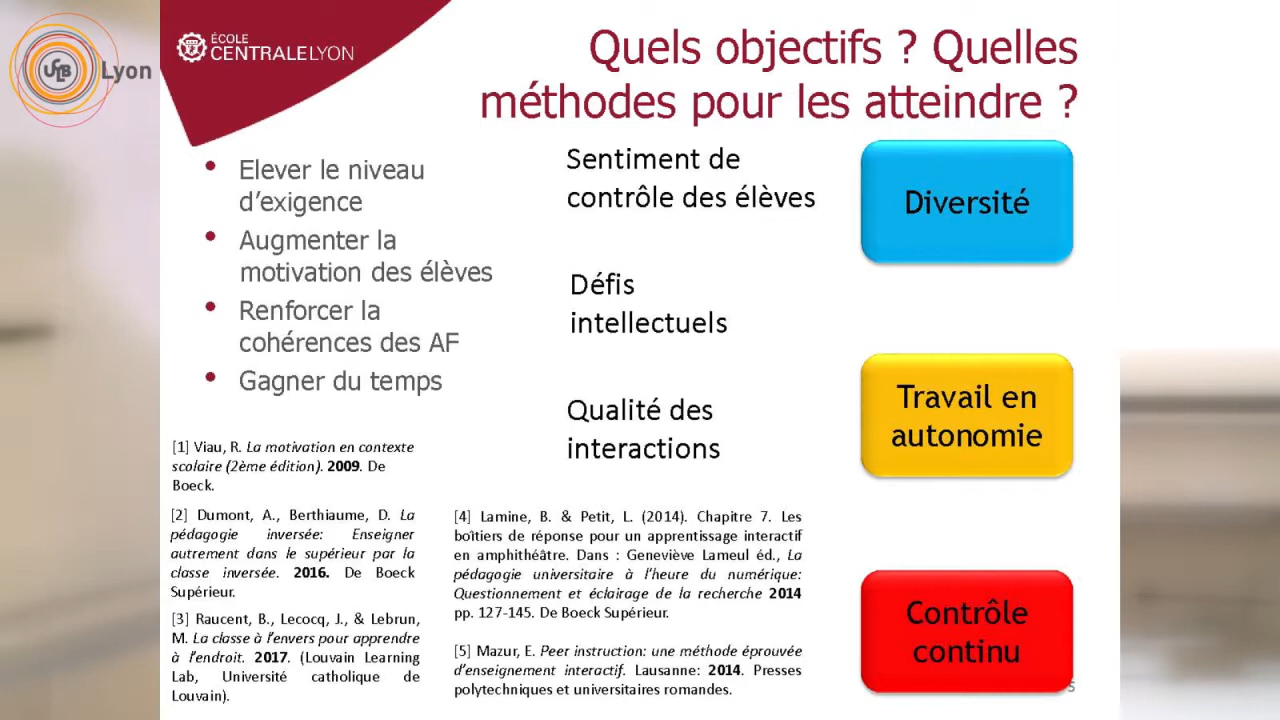 USLB Lyon
ÉCOLE
CENTRALELYON
Quels objectifs ? Quelles
méthodes pour les atteindre ?
• Elever le niveau
d’exigence
• Augmenter la
motivation des élèves
• Renforcer la
cohérences des AF
• Gagner du temps
Sentiment de
contrôle des élèves
Défis
intellectuels
Qualité des
interactions
Diversité
Travail en
autonomie
Contrôle
continu
[1] Viau, R. La motivation en contexte
scolaire (2ème édition). 2009. De
Boeck.
[2] Dumont, A., Berthiaume, D. La
pédagogie inversée: Enseigner
autrement dans le supérieur par la
classe inversée. 2016. De Boeck
Supérieur.
[3] Raucent, B., Lecocq, J., & Lebrun,
M. La classe à l’envers pour apprendre
à l’endroit. 2017. (Louvain Learning
Lab, Université catholique de
Louvain).
[4] Lamine, B. & Petit, L. (2014). Chapitre 7. Les
boîtiers de réponse pour un apprentissage interactif
en amphithéâtre. Dans : Geneviève Lameul éd., La
pédagogie universitaire à l’heure du numérique:
Questionnement et éclairage de la recherche 2014
pp. 127-145. De Boeck Supérieur.
[5] Mazur, E. Peer instruction: une méthode éprouvée
d’enseignement interactif. Lausanne: 2014. Presses
polytechniques et universitaires romandes.
5